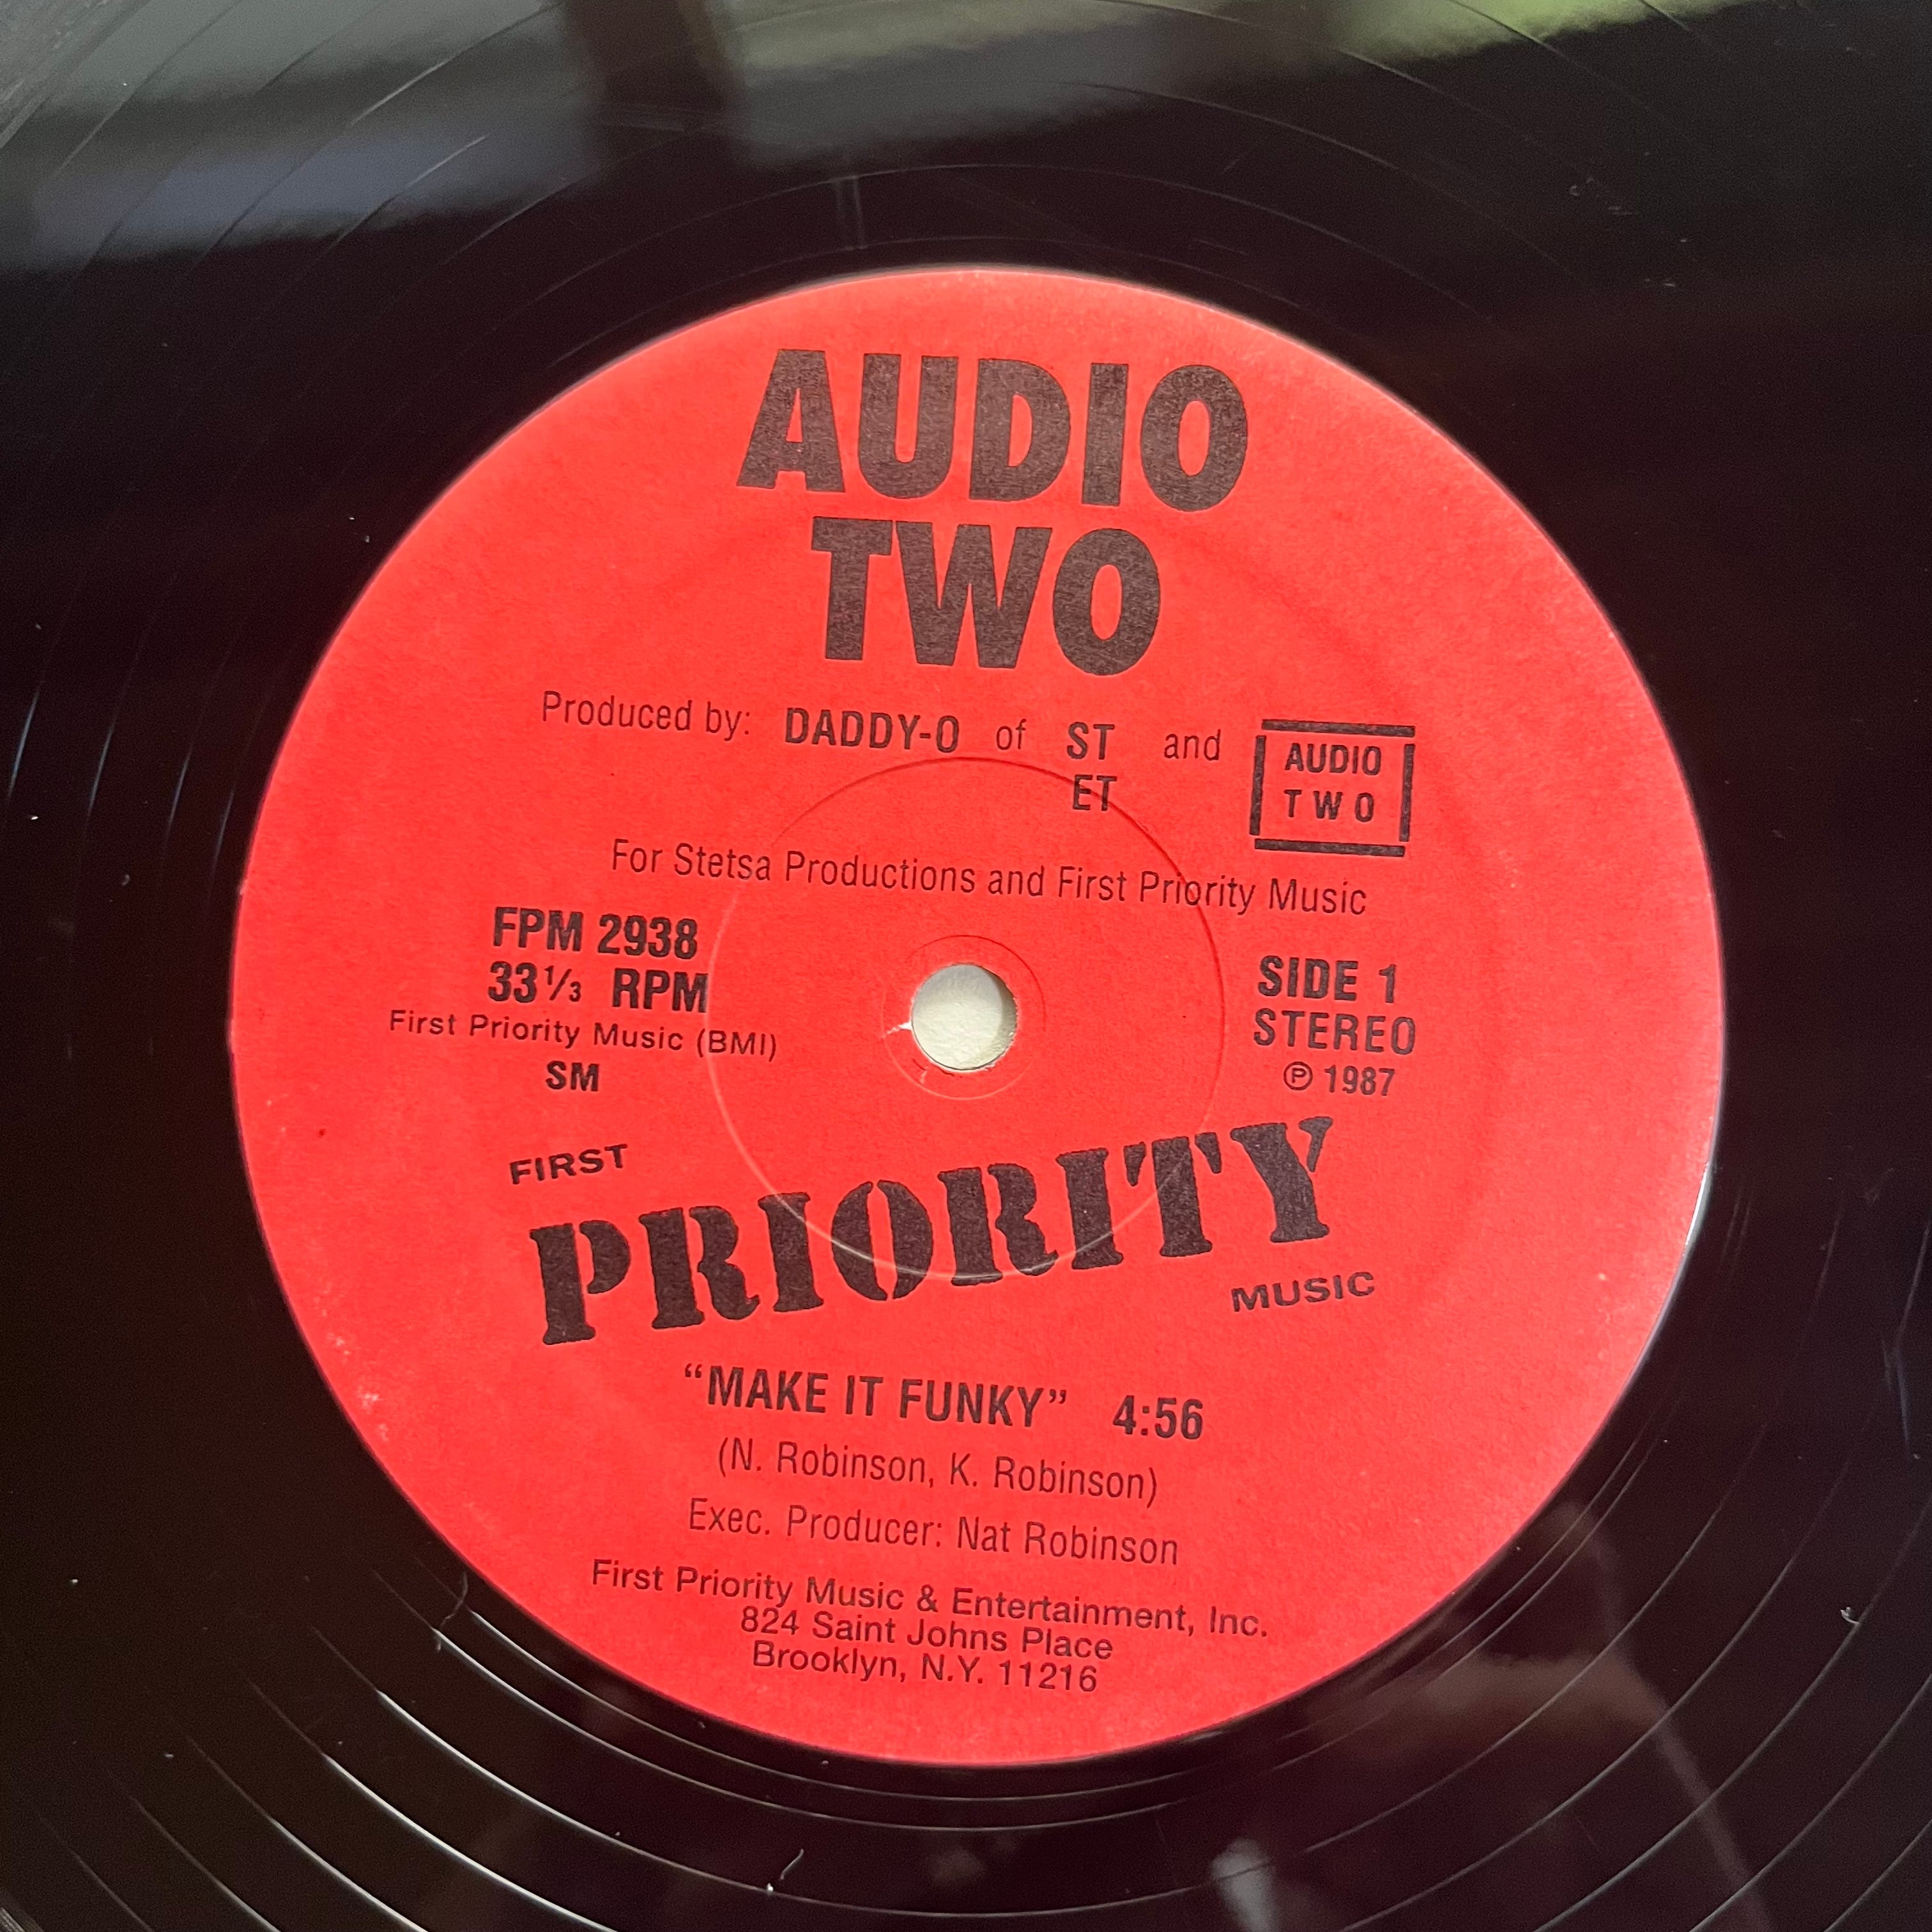 AUDIO
TWO
Produced by: DADDY-O of ST ET and AUDIO TWO
For Stetsa Productions and First Priority Music
FPM 2938
33⅓ RPM
First Priority Music (BMI)
SM
SIDE 1
STEREO
℗ 1987
FIRST
PRIORITY
MUSIC
“MAKE IT FUNKY” 4:56
(N. Robinson, K. Robinson)
Exec. Producer: Nat Robinson
First Priority Music & Entertainment, Inc.
824 Saint Johns Place
Brooklyn, N.Y. 11216